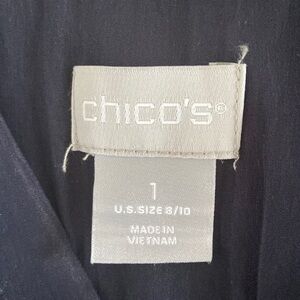 chico's®
1
U.S. SIZE 8/10
MADE IN
VIETNAM